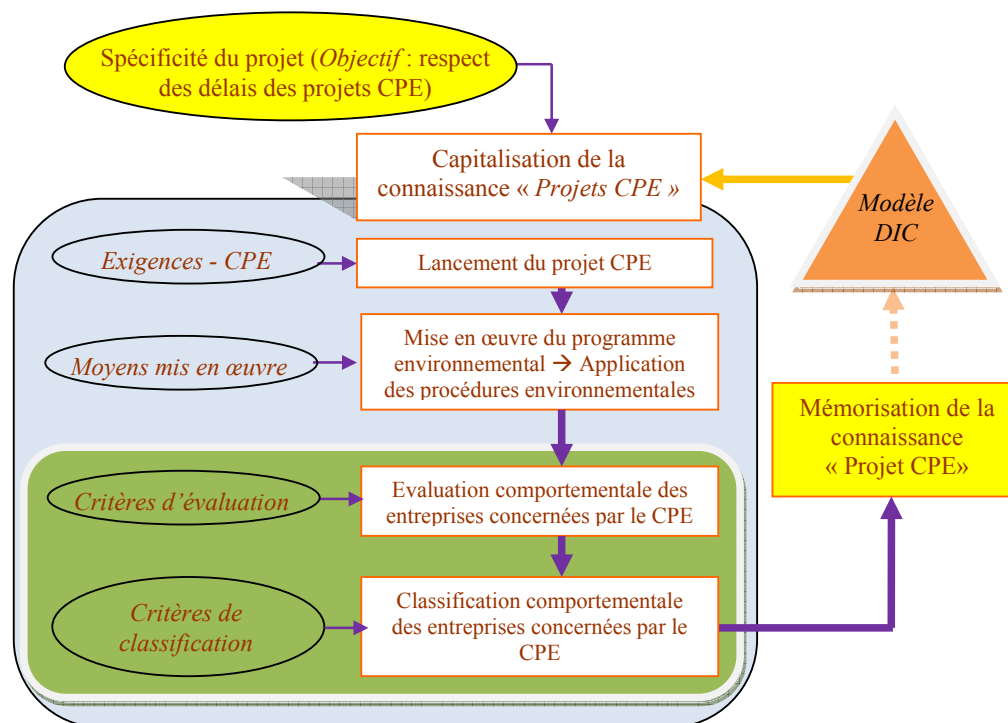 Spécificité du projet (Objectif : respect
des délais des projets CPE)
Capitalisation de la
connaissance « Projets CPE »
Modèle
DIC
Exigences - CPE
Lancement du projet CPE
Moyens mis en œuvre
Mise en œuvre du programme
environnemental → Application
des procédures environnementales
Mémorisation de la
connaissance
« Projet CPE»
Critères d’évaluation
Evaluation comportementale des
entreprises concernées par le CPE
Critères de
classification
Classification comportementale
des entreprises concernées par le
CPE